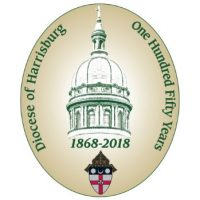 Diocese of Harrisburg
One Hundred Fifty Years
1868-2018